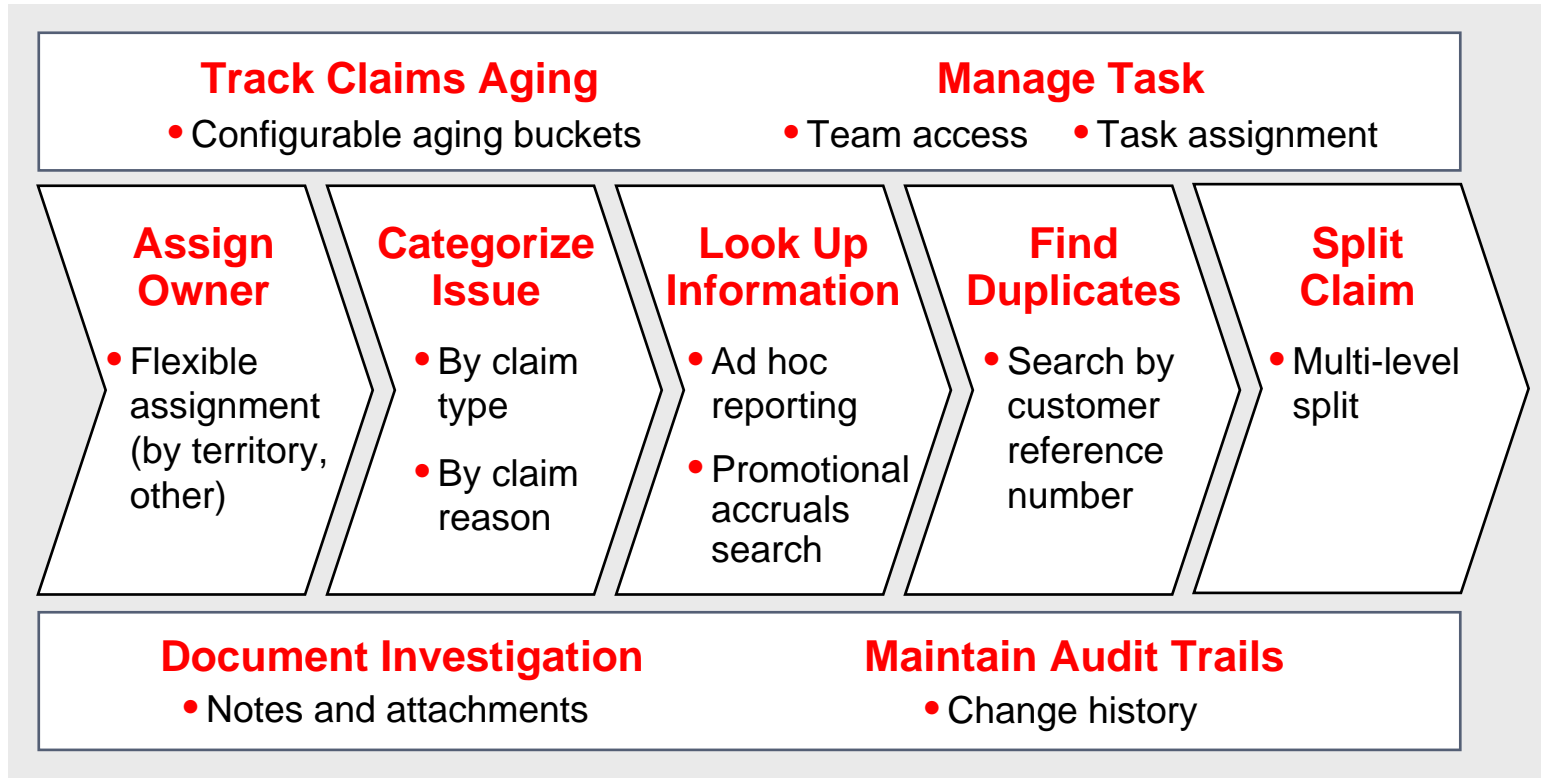 Track Claims Aging
• Configurable aging buckets
Manage Task
• Team access • Task assignment
Assign
Owner
• Flexible
assignment
(by territory,
other)
Categorize
Issue
• By claim
type
• By claim
reason
Look Up
Information
• Ad hoc
reporting
• Promotional
accruals
search
Find
Duplicates
• Search by
customer
reference
number
Split
Claim
• Multi-level
split
Document Investigation
• Notes and attachments
Maintain Audit Trails
• Change history